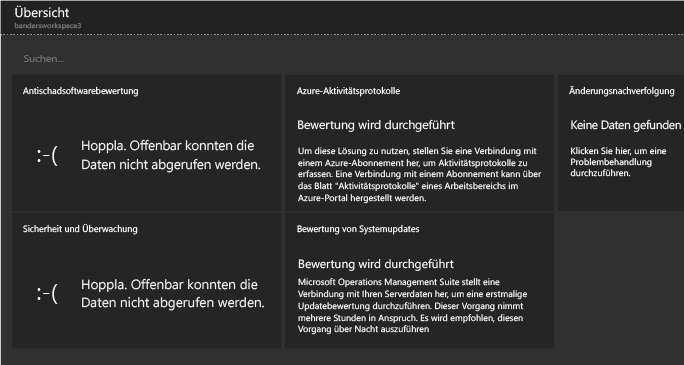 Übersicht
bandersworkspace3
Suchen...
Antischadsoftwarebewertung
:-(
Hoppla. Offenbar konnten die
Daten nicht abgerufen werden.
Azure-Aktivitätsprotokolle
Bewertung wird durchgeführt
Um diese Lösung zu nutzen, stellen Sie eine Verbindung mit
einem Azure-Abonnement her, um Aktivitätsprotokolle zu
erfassen. Eine Verbindung mit einem Abonnement kann über
das Blatt "Aktivitätsprotokolle" eines Arbeitsbereichs im
Azure-Portal hergestellt werden.
Änderungsnachverfolgung
Keine Daten gefunden
Klicken Sie hier, um eine
Problembehandlung
durchzuführen.
Sicherheit und Überwachung
:-(
Hoppla. Offenbar konnten die
Daten nicht abgerufen werden.
Bewertung von Systemupdates
Bewertung wird durchgeführt
Microsoft Operations Management Suite stellt eine
Verbindung mit Ihren Serverdaten her, um eine erstmalige
Updatebewertung durchzuführen. Dieser Vorgang nimmt
mehrere Stunden in Anspruch. Es wird empfohlen, diesen
Vorgang über Nacht auszuführen